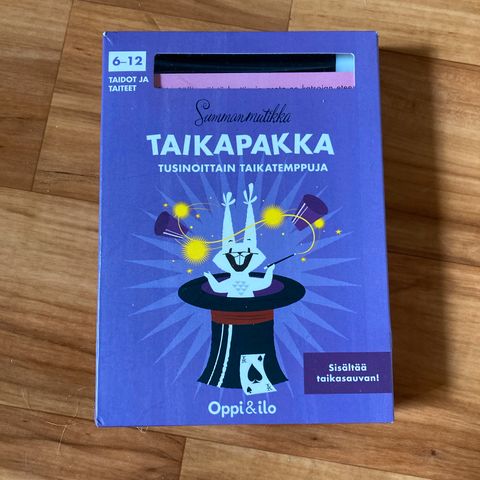 6–12
TAIDOT JA
TAITEET
Summanmutikka
TAIKAPAKKA
TUSINOITTAIN TAIKATEMPPUJA
A
Sisältää
taikasauvan!
Oppi&ilo